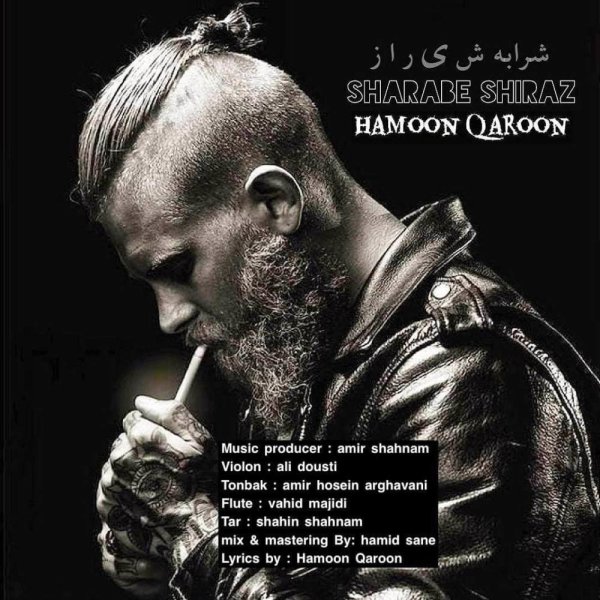 شرابه ش ی ر ا ز
SHARABE SHIRAZ
HAMOON QAROON
Music producer : amir shahnam
Violon : ali dousti
Tonbak : amir hosein arghavani
Flute : vahid majidi
Tar : shahin shahnam
mix & mastering By: hamid sane
Lyrics by : Hamoon Qaroon